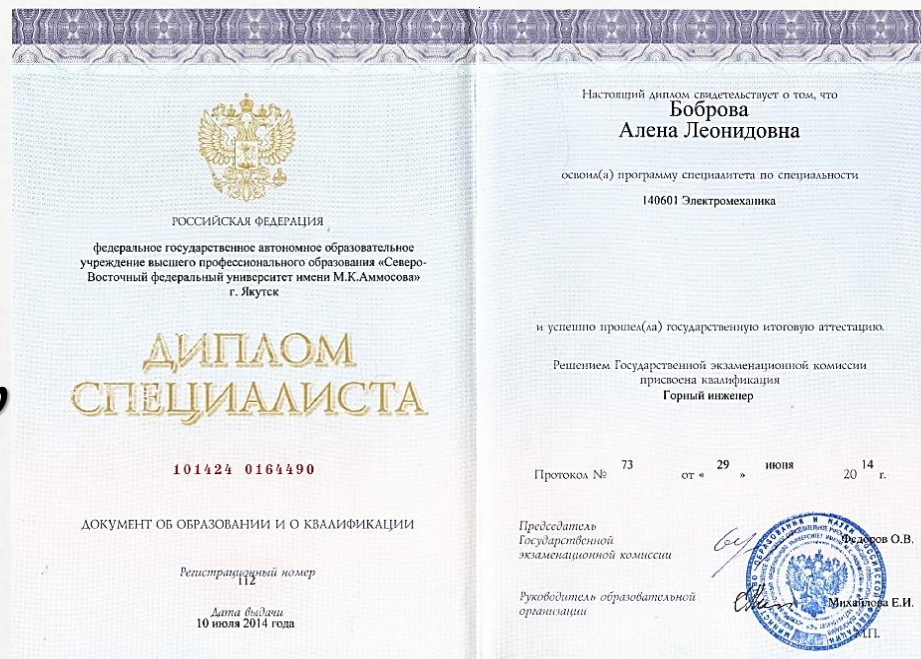 РОССИЙСКАЯ ФЕДЕРАЦИЯ
федеральное государственное автономное образовательное
учреждение высшего профессионального образования «Северо-
Восточный федеральный университет имени М.К.Аммосова»
г. Якутск
ДИПЛОМ
СПЕЦИАЛИСТА
101424 0164490
ДОКУМЕНТ ОБ ОБРАЗОВАНИИ И О КВАЛИФИКАЦИИ
Регистрационный номер
112
Дата выдачи
10 июля 2014 года
Настоящий диплом свидетельствует о том, что
Боброва
Алена Леонидовна
освоил(а) программу специалитета по специальности
140601 Электромеханика
и успешно прошел(ла) государственную итоговую аттестацию.
Решением Государственной экзаменационной комиссии
присвоена квалификация
Горный инженер
Протокол № 73 от « 29 » июня 20 14 г.
Председатель
Государственной
экзаменационной комиссии
Федоров О.В.
Руководитель образовательной
организации
Михайлова Е.И.
М.П.